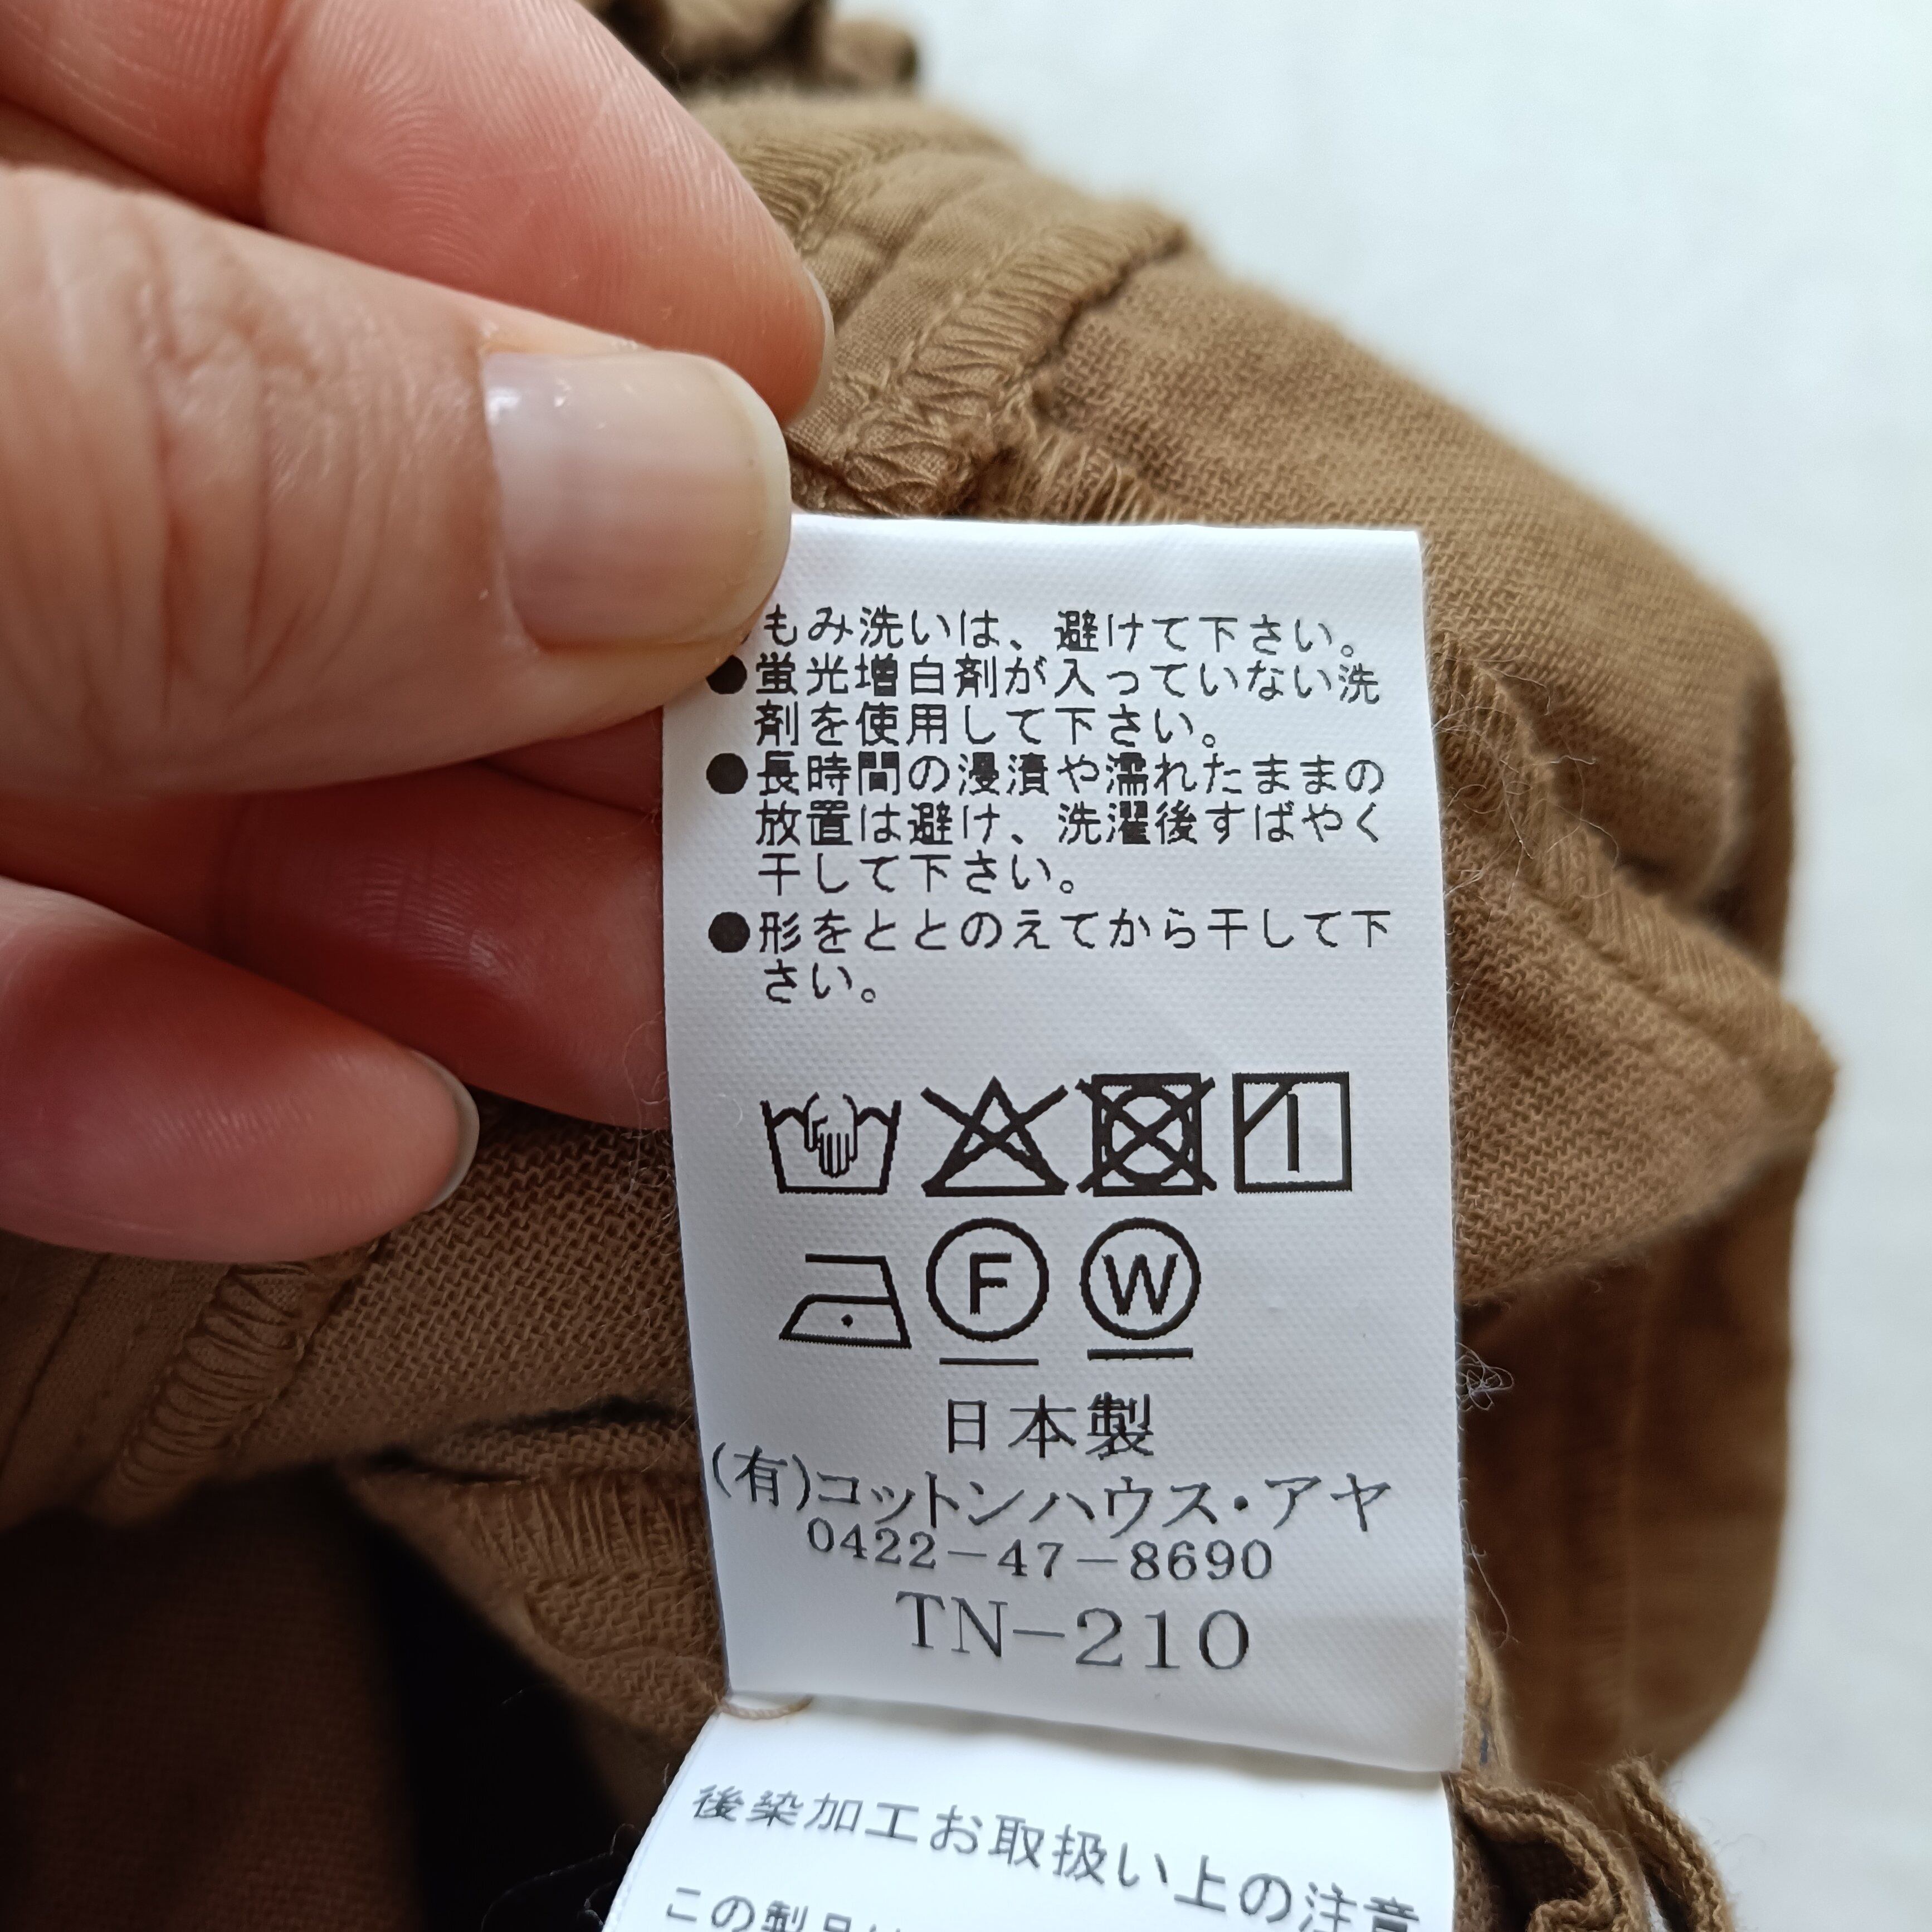 もみ洗いは、避けて下さい。
●蛍光増白剤が入っていない洗
剤を使用して下さい。
●長時間の浸漬や濡れたままの
放置は避け、洗濯後すばやく
干して下さい。
●形をととのえてから干して下
さい。
F W
日本製
(有)コットンハウス・アヤ
0422-47-8690
TN-210
後染加工お取扱い上の注意
この製品は